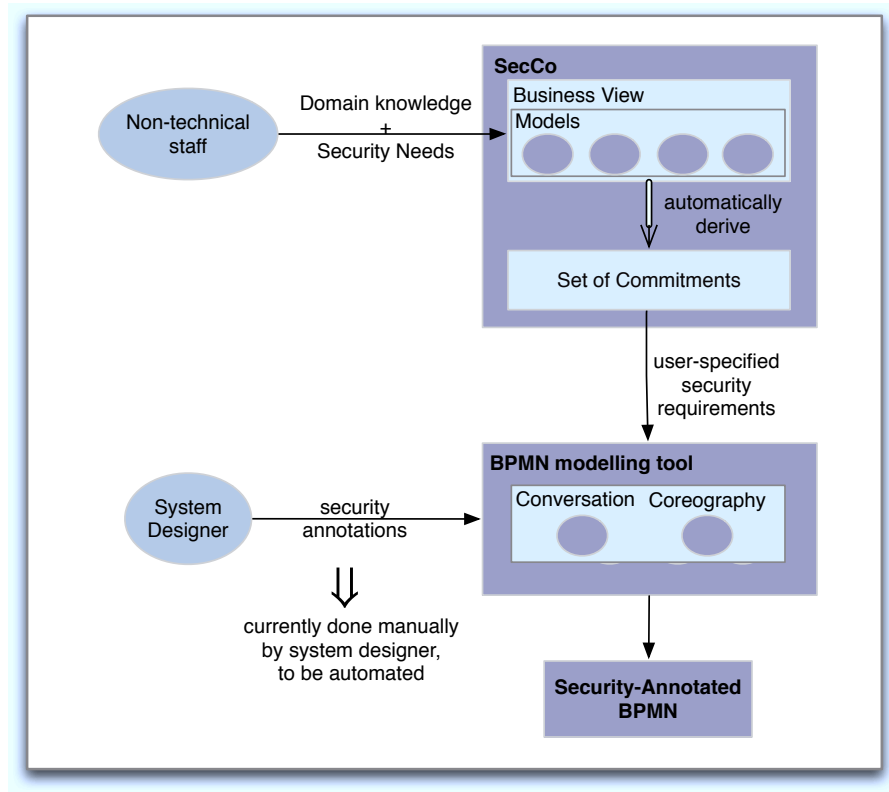 SecCo
Business View
Models
Non-technical
staff
Domain knowledge
+
Security Needs
automatically
derive
Set of Commitments
user-specified
security
requirements
BPMN modelling tool
Conversation
Coreography
System
Designer
security
annotations
currently done manually
by system designer,
to be automated
Security-Annotated
BPMN